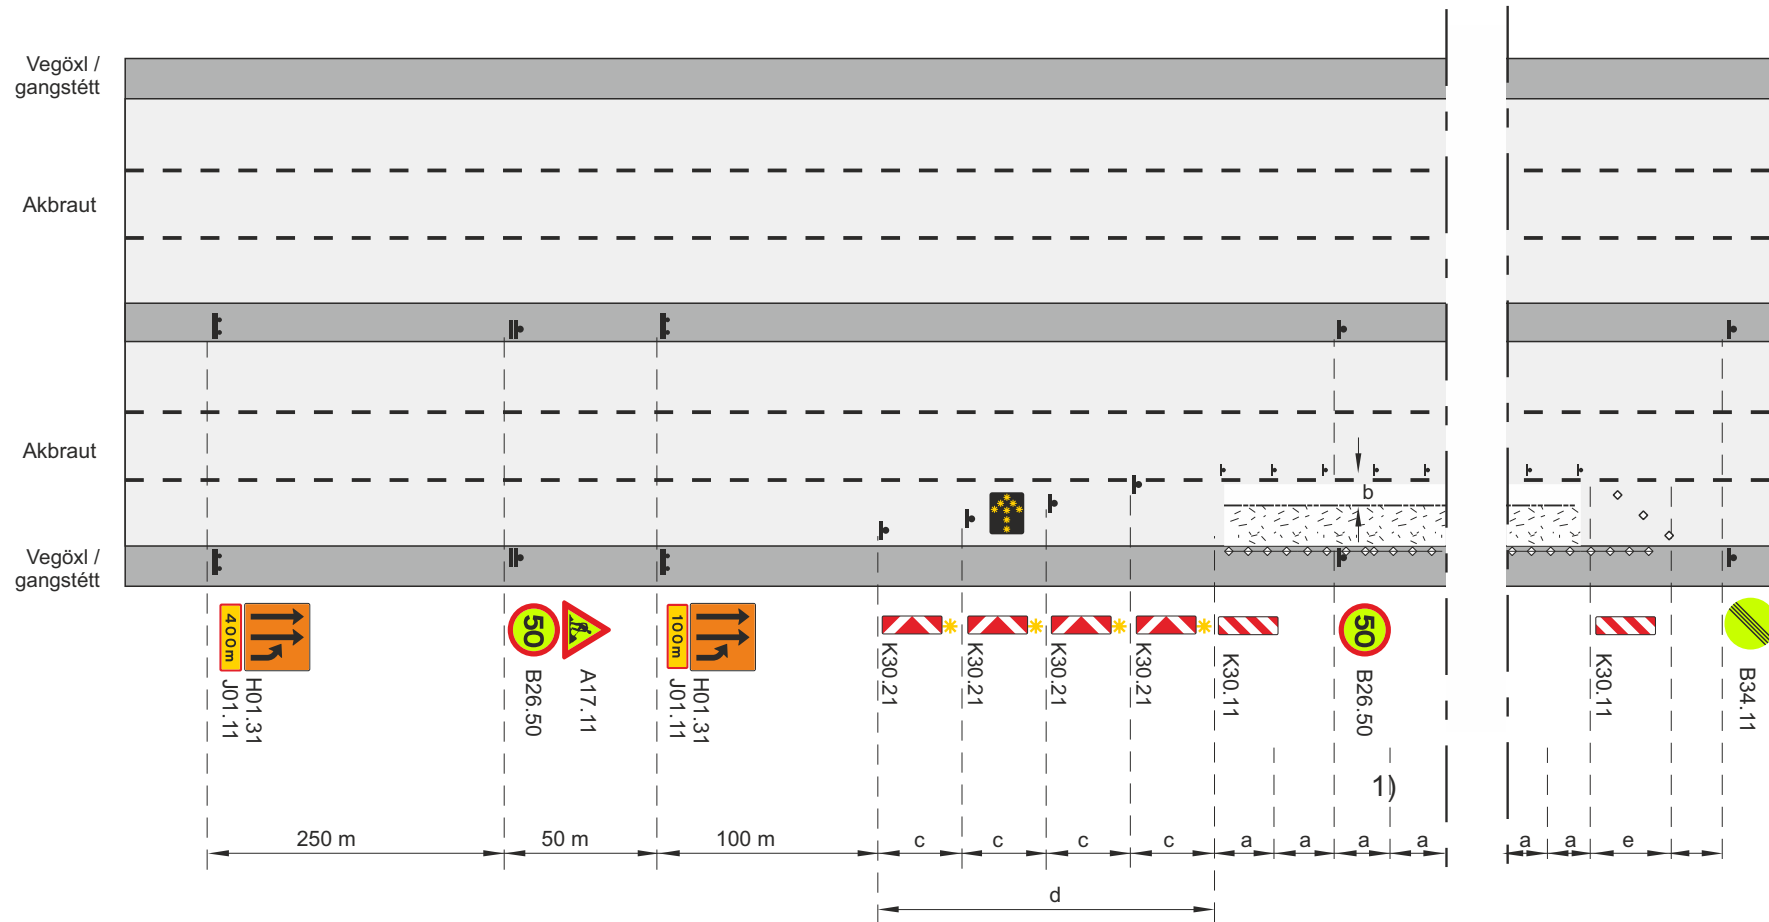 Vegöxl /
gangstétt
Akbraut
Akbraut
Vegöxl /
gangstétt
b
400m
J01.11
H01.31
50
B26.50
A17.11
100m
J01.11
H01.31
K30.21
K30.21
K30.21
K30.21
K30.11
50
B26.50
K30.11
B34.11
1)
250 m
50 m
100 m
c
c
c
c
a
a
a
a
a
a
e
d